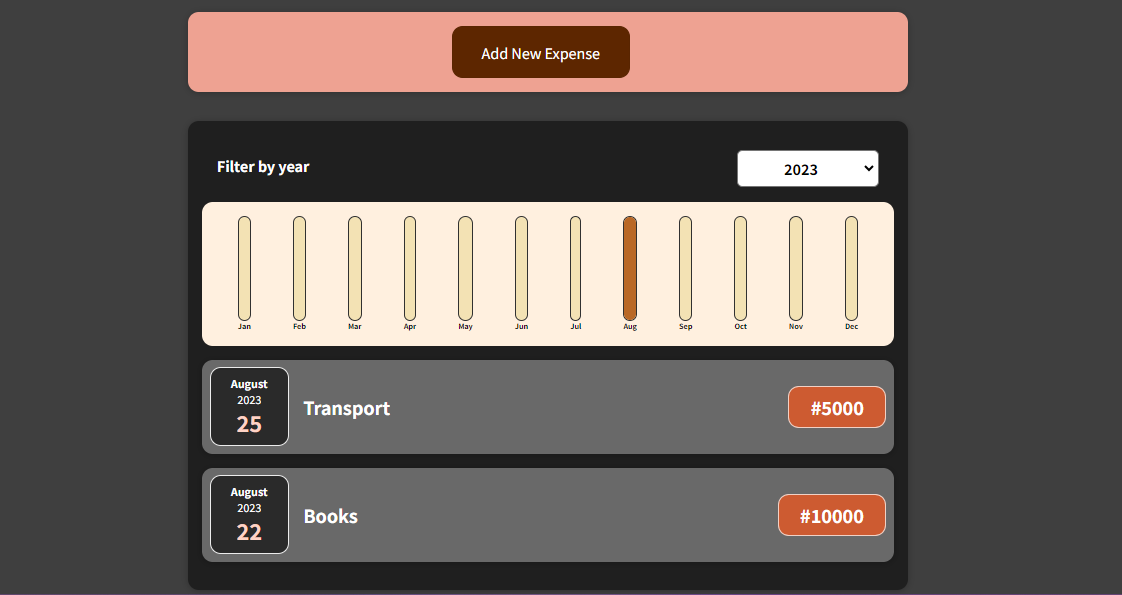 Add New Expense
Filter by year
2023
Jan Feb Mar Apr May Jun Jul Aug Sep Oct Nov Dec
August
2023
25
Transport
#5000
August
2023
22
Books
#10000